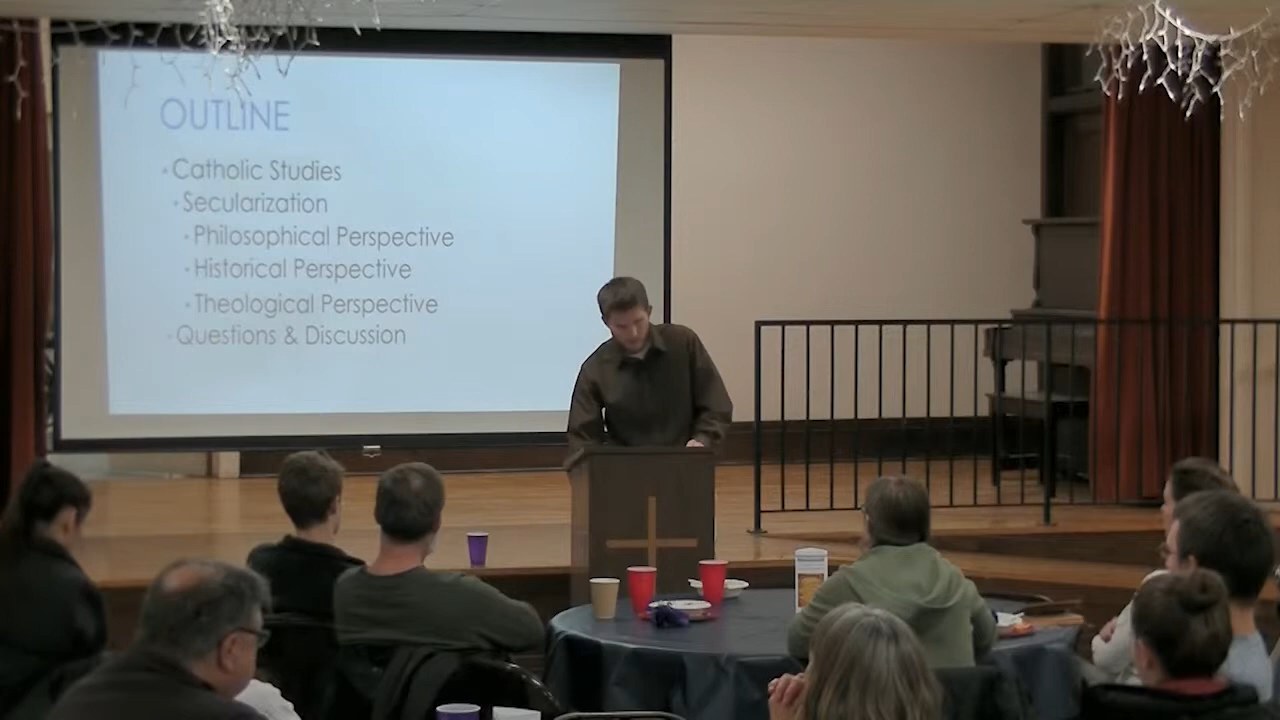 OUTLINE
• Catholic Studies
• Secularization
• Philosophical Perspective
• Historical Perspective
• Theological Perspective
• Questions & Discussion